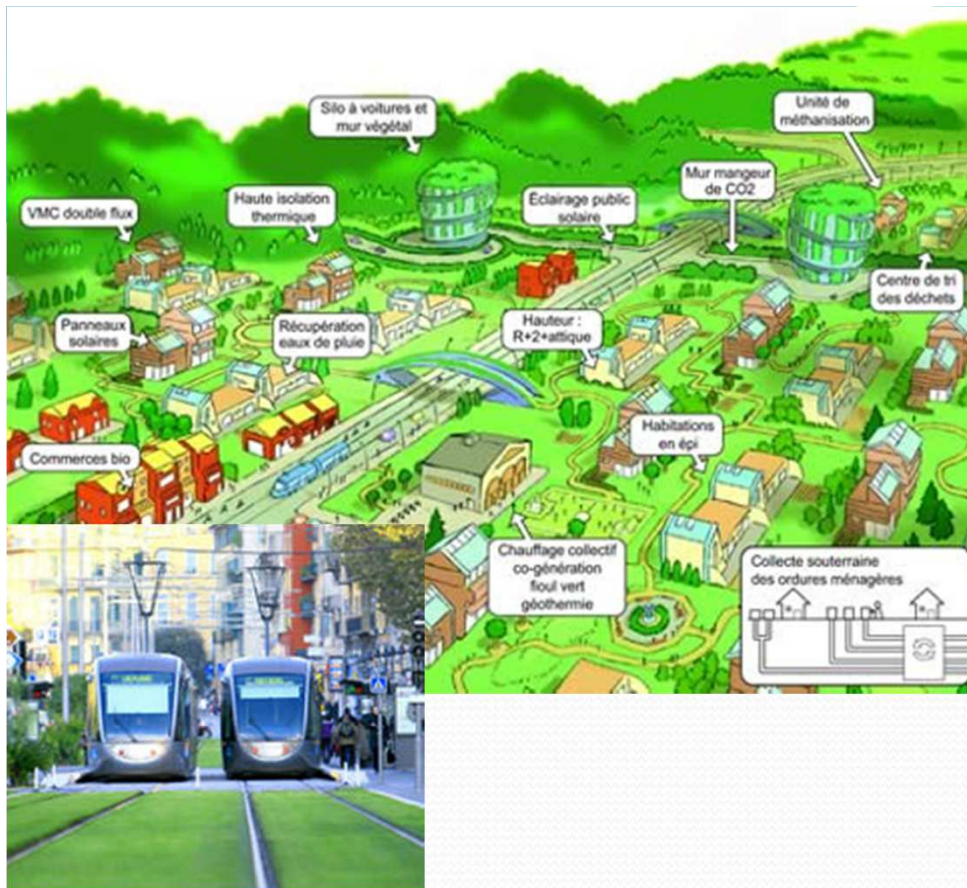 Silo à voitures et
mur végétal
Unité de
méthanisation
Mur mangeur
de CO2
VMC double flux
Haute isolation
thermique
Éclairage public
solaire
Centre de tri
des déchets
Panneaux
solaires
Récupération
eaux de pluie
Hauteur :
R+2+attique
Habitations
en épi
Commerces bio
Chauffage collectif
co-génération
fioul vert
géothermie
Collecte souterraine
des ordures ménagères